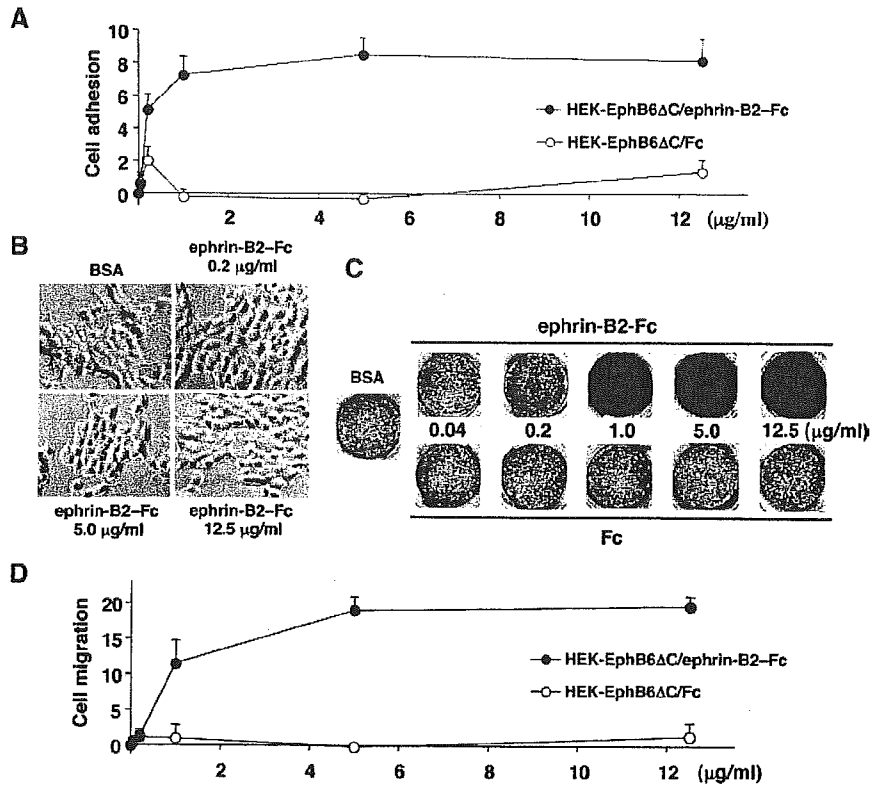 A
Cell adhesion
10
8
6
4
2
0
2 4 6 8 10 12 (μg/ml)
HEK-EphB6ΔC/ephrin-B2–Fc
HEK-EphB6ΔC/Fc
B
BSA
ephrin-B2–Fc
0.2 μg/ml
ephrin-B2–Fc
5.0 μg/ml
ephrin-B2–Fc
12.5 μg/ml
C
ephrin-B2-Fc
BSA
0.04 0.2 1.0 5.0 12.5 (μg/ml)
Fc
D
Cell migration
20
15
10
5
0
2 4 6 8 10 12 (μg/ml)
HEK-EphB6ΔC/ephrin-B2–Fc
HEK-EphB6ΔC/Fc